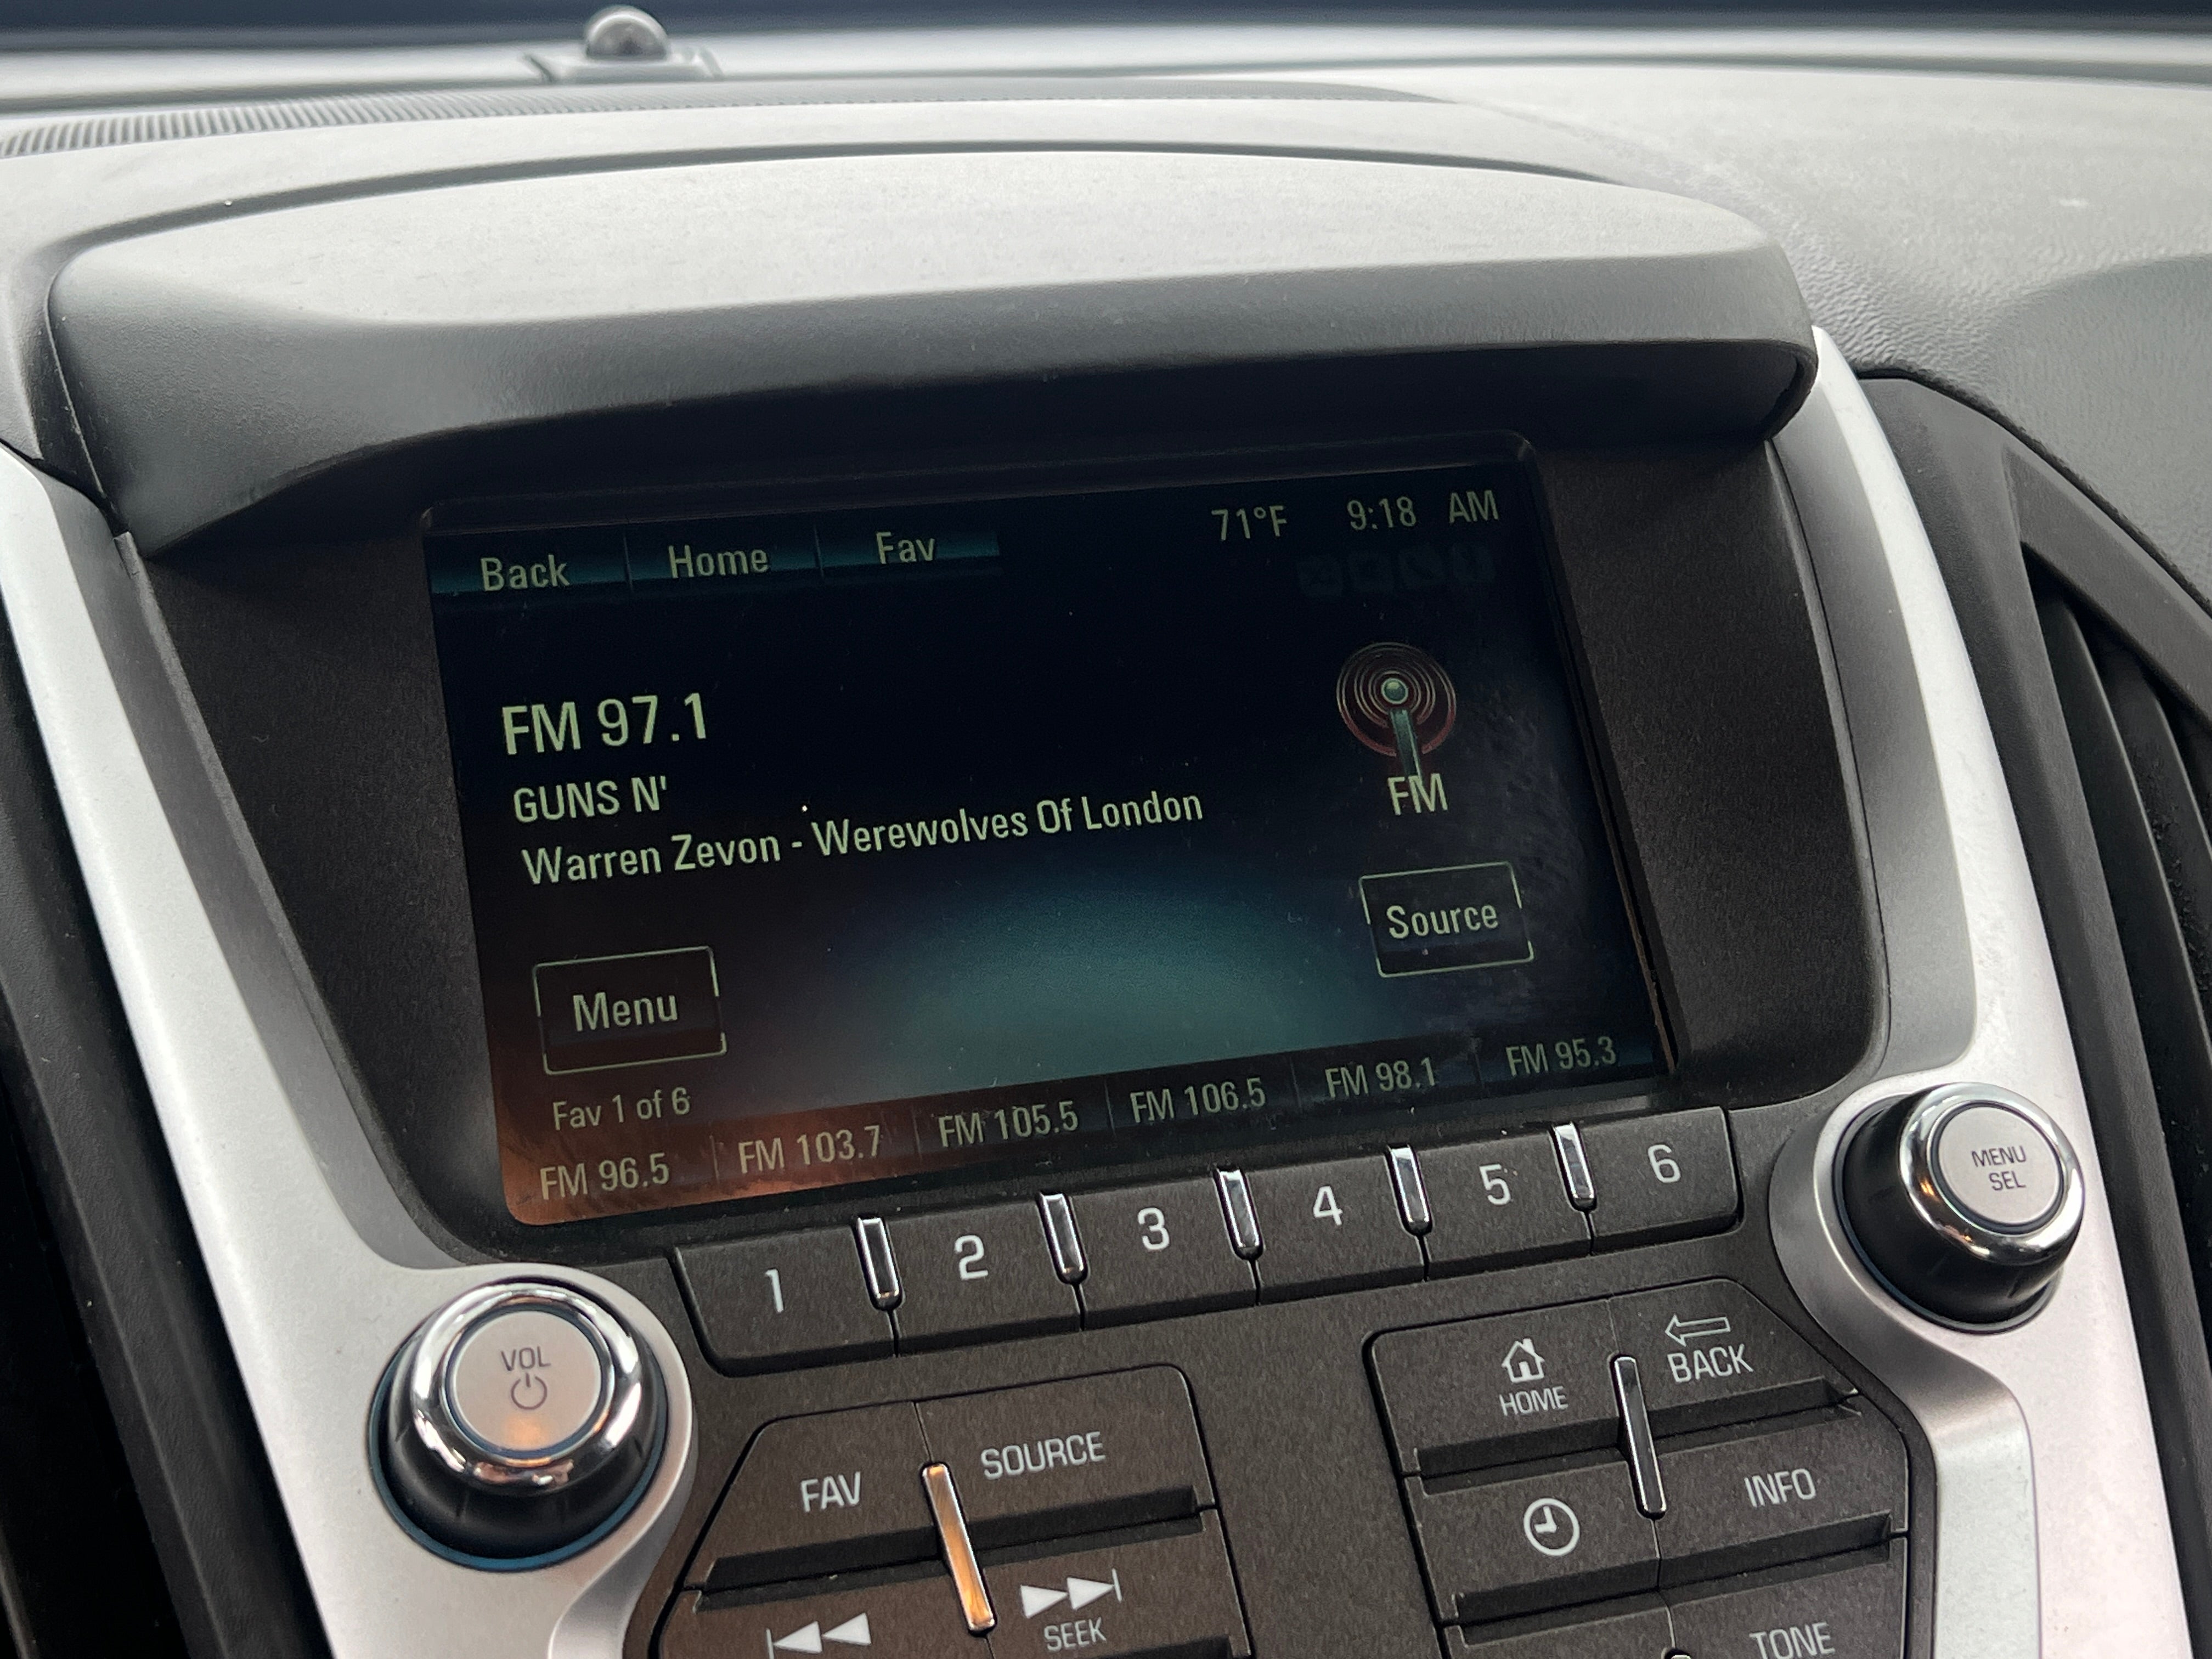 Back Home Fav 71°F 9:18 AM
FM 97.1
GUNS N'
Warren Zevon - Werewolves Of London
FM
Source
Menu
Fav 1 of 6
FM 96.5 FM 103.7 FM 105.5 FM 106.5 FM 98.1 FM 95.3
1 2 3 4 5 6
VOL
MENU
SEL
FAV SOURCE
SEEK
HOME BACK
INFO
TONE